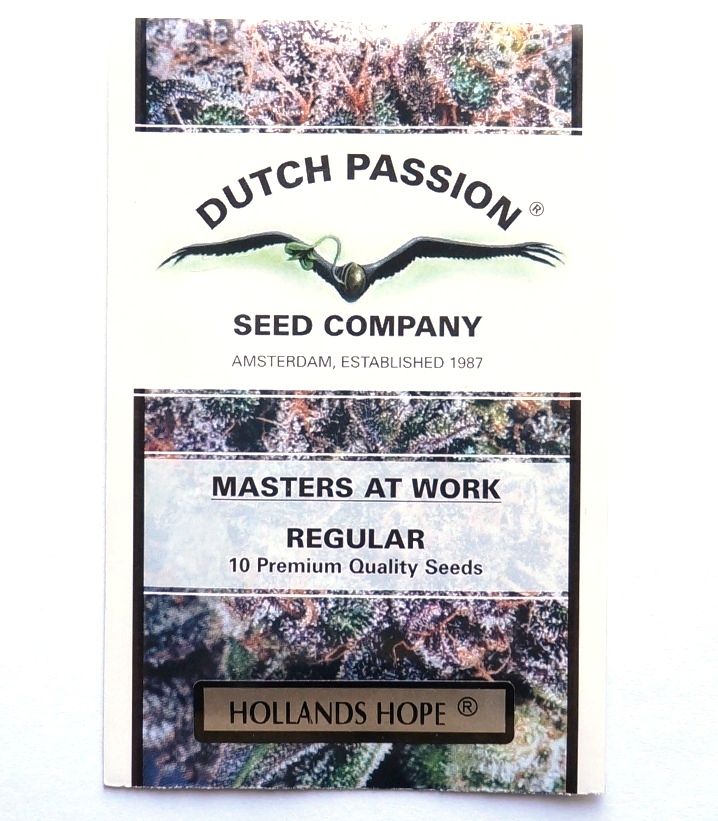 DUTCH PASSION ®
SEED COMPANY
AMSTERDAM, ESTABLISHED 1987
MASTERS AT WORK
REGULAR
10 Premium Quality Seeds
HOLLANDS HOPE ®